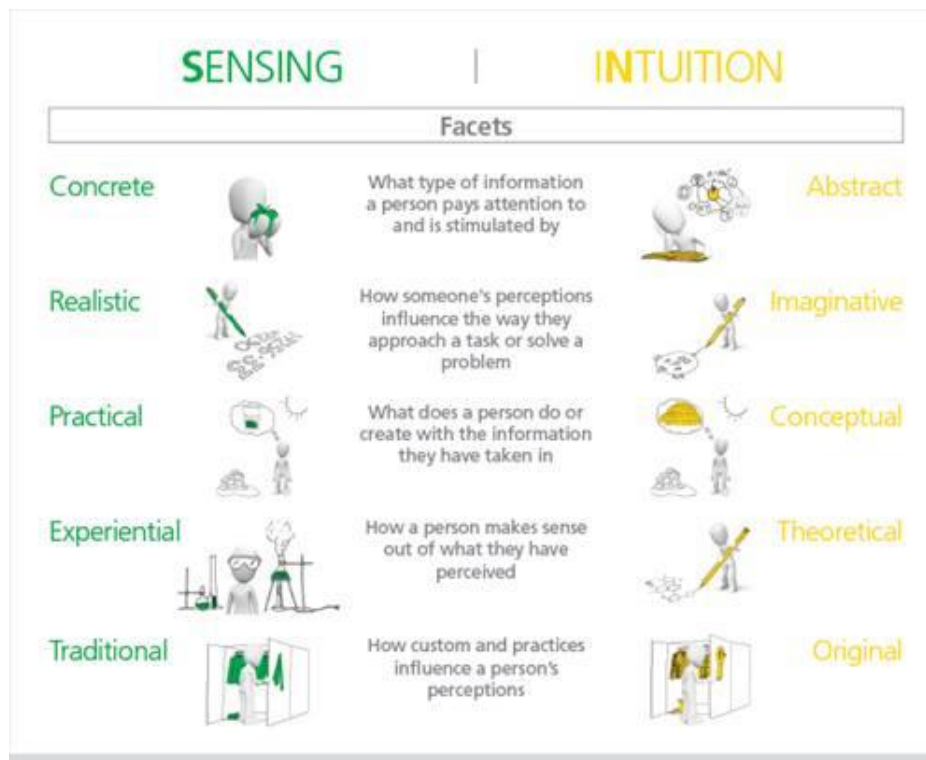 SENSING | INTUITION
Facets
Concrete
What type of information
a person pays attention to
and is stimulated by
Abstract
Realistic
How someone's perceptions
influence the way they
approach a task or solve a
problem
Imaginative
Practical
What does a person do or
create with the information
they have taken in
Conceptual
Experiential
How a person makes sense
out of what they have
perceived
Theoretical
Traditional
How custom and practices
influence a person's
perceptions
Original